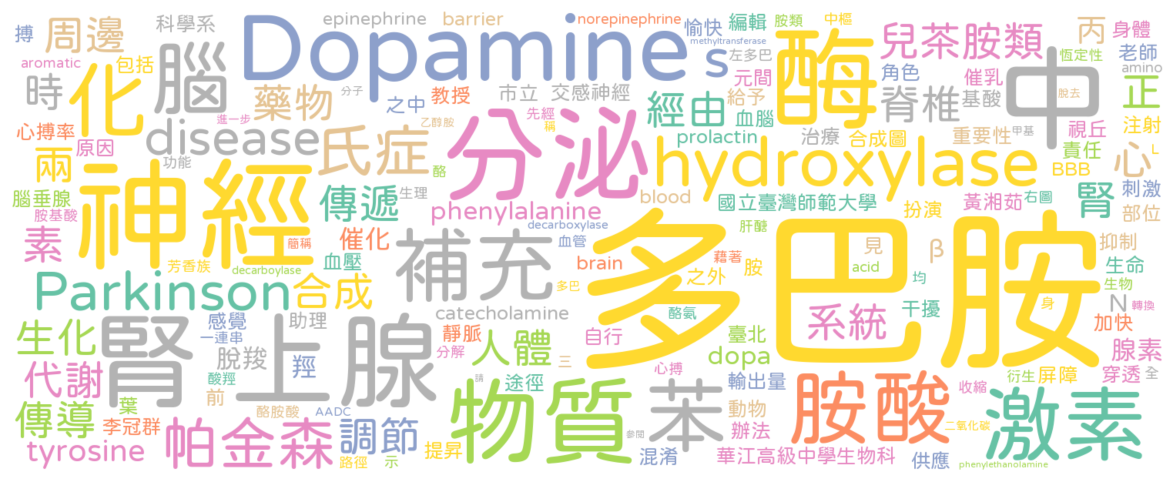 搏 周邊 科學系 epinephrine barrier norepinephrine 愉快 編輯 胺類 中樞 丙 身體
aromatic 包括 腦 Dopamine s methyltransferase 左多巴 酶 兒茶胺類 老師 恆定性
時 化 藥物 之中 教授 市立 交感神經 元間 角色 催乳 中 amino
進一步 分子 乙醇胺 先經 稱 經由 給予 血腦 脊椎 基酸 脫去 正
心搏率 原因 disease 氏症 分泌 prolactin 治療 合成圖 重要性 甲基 視丘 注射
兩 神經 功能 酪 hydroxylase BBB 責任 L 心
腦垂腺 胺基酸 傳遞 生理 phenylalanine blood 國立臺灣師範大學 右圖 扮演 黃湘茹 腎 刺激 部位
素 簡稱 催化 decarboxylase 血管 肝醣 多巴胺 見 β 抑制
芳香族 decarboylase 血壓 補充 brain 藉著 之外 胺 acid 均 生命 生物
Parkinson 合成 多巴 酪氨 系統 干擾 N 身 轉換
生化 感覺 助理 catecholamine 自行 臺北 加快
一連串 腎上腺 靜脈 分解 人體 三 dopa 腺素
代謝 脫羧 酸羥 羥 途徑 心搏 輸出量 衍生 屏障 穿透 全
傳導 葉 前 酪胺酸 AADC 請 物質 苯 動物 胺酸 收縮 激素
李冠群 帕金森 調節 參閱 辦法 二氧化碳
tyrosine 路徑 示 提昇 混淆 華江高級中學生物科 供應 phenylethanolamine